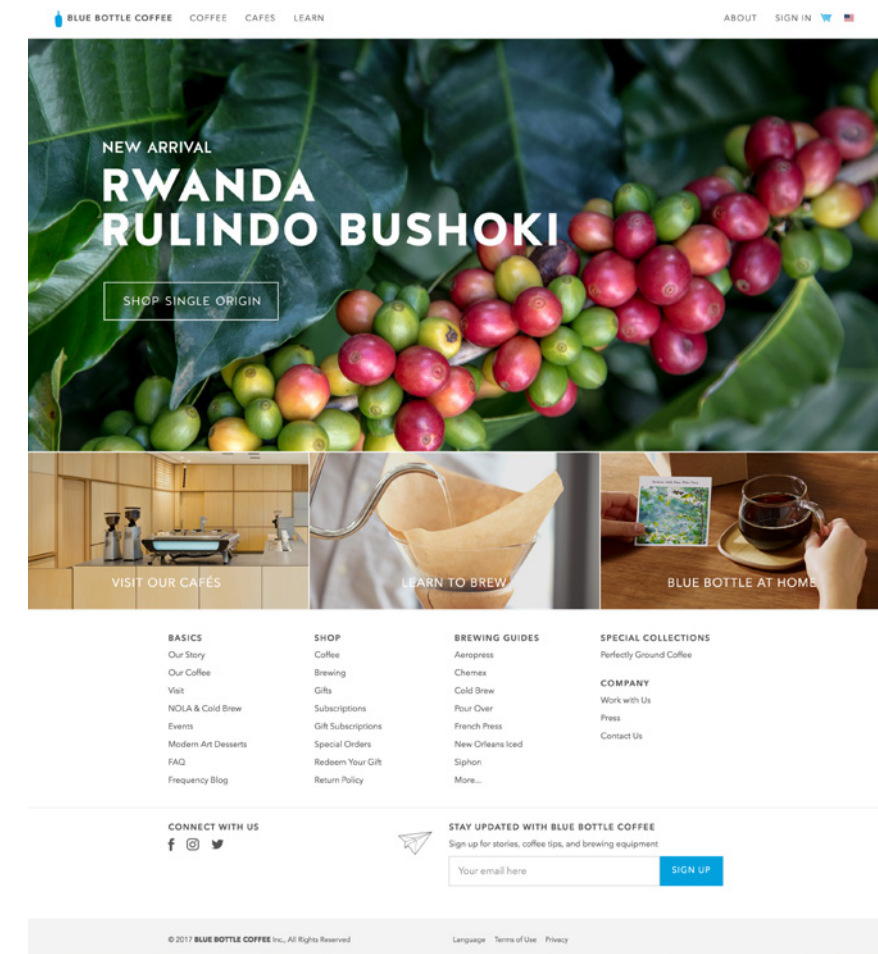 BLUE BOTTLE COFFEE COFFEE CAFES LEARN ABOUT SIGN IN
NEW ARRIVAL
RWANDA
RULINDO BUSHOKI
SHOP SINGLE ORIGIN
VISIT OUR CAFÉS
LEARN TO BREW
BLUE BOTTLE AT HOME
BASICS
Our Story
Our Coffee
Visit
NOLA & Cold Brew
Events
Modern Art Desserts
FAQ
Frequency Blog
SHOP
Coffee
Brewing
Gifts
Subscriptions
Gift Subscriptions
Special Orders
Redeem Your Gift
Return Policy
BREWING GUIDES
Aeropress
Chemex
Cold Brew
Pour Over
French Press
New Orleans Iced
Siphon
More...
SPECIAL COLLECTIONS
Perfectly Ground Coffee
COMPANY
Work with Us
Press
Contact Us
CONNECT WITH US
STAY UPDATED WITH BLUE BOTTLE COFFEE
Sign up for stories, coffee tips, and brewing equipment
Your email here
SIGN UP
© 2017 BLUE BOTTLE COFFEE Inc., All Rights Reserved
Language Terms of Use Privacy